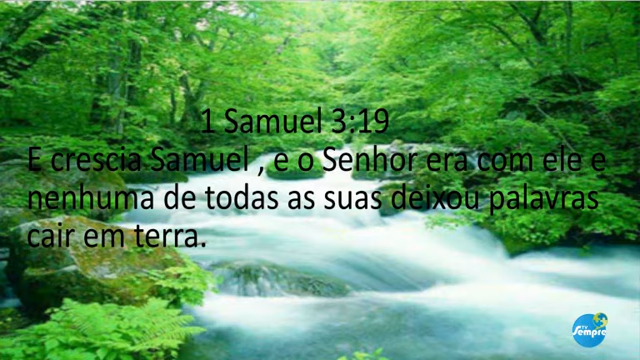 1 Samuel 3:19
E crescia Samuel , e o Senhor era com ele e
nenhuma de todas as suas deixou palavras
cair em terra.
TV
Sempre